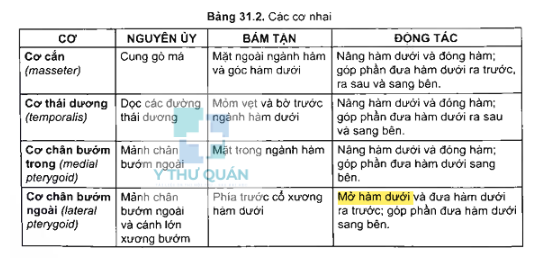 Bảng 31.2. Các cơ nhai
CƠ NGUYÊN ỦY BÁM TẬN ĐỘNG TÁC
Cơ cắn (masseter)
Cung gò má
Mặt ngoài ngành hàm
và góc hàm dưới
Nâng hàm dưới và đóng hàm;
góp phần đưa hàm dưới ra trước,
ra sau và sang bên.
Cơ thái dương
(temporalis)
Dọc các đường
thái dương
Mỏm vẹt và bờ trước
ngành hàm dưới
Nâng hàm dưới và đóng hàm;
góp phần đưa hàm dưới ra sau
và sang bên.
Cơ chân bướm
trong (medial
pterygoid)
Mảnh chân
bướm ngoài
Mặt trong ngành hàm
Nâng hàm dưới và đóng hàm;
góp phần đưa hàm dưới sang
bên.
Cơ chân bướm
ngoài (lateral
pterygoid)
Mảnh chân
bướm ngoài
và cánh lớn
xương bướm
Phía trước cổ xương
hàm dưới
Mở hàm dưới và đưa hàm dưới
ra trước; góp phần đưa hàm dưới
sang bên.
Y THƯ QUÁN